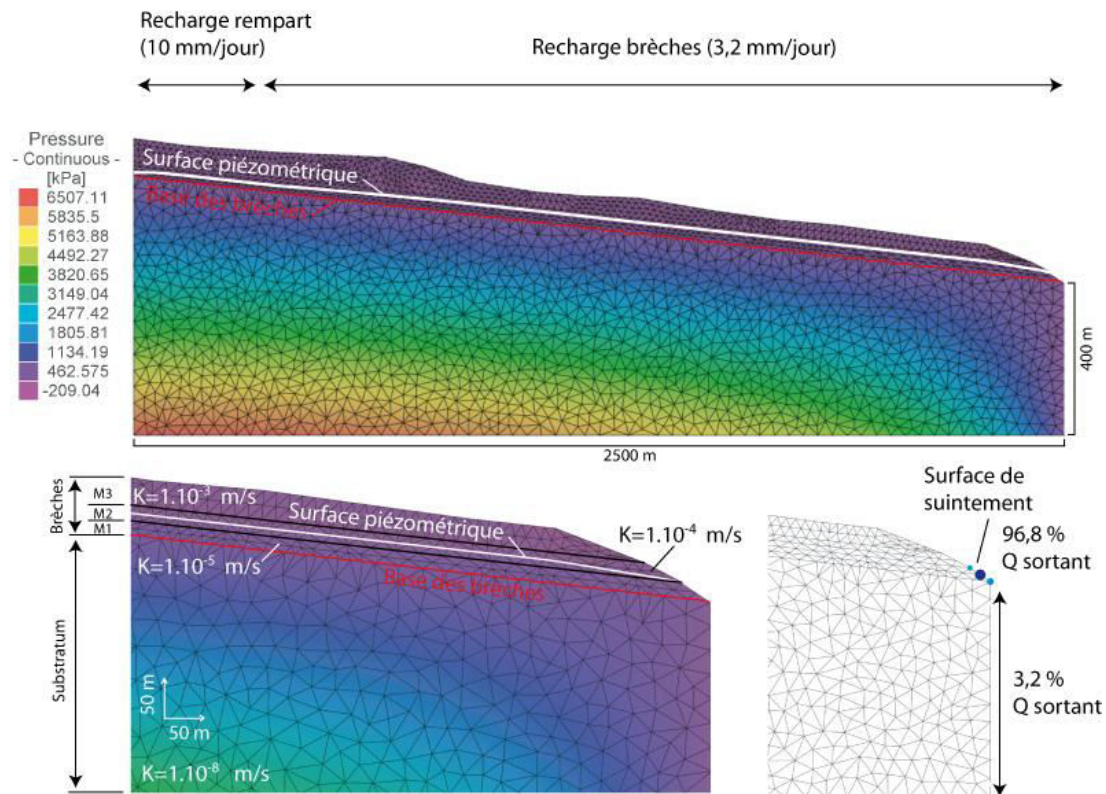 Recharge rempart
(10 mm/jour)
Recharge brèches (3,2 mm/jour)
Pressure
- Continuous -
[kPa]
6507.11
5835.5
5163.88
4492.27
3820.65
3149.04
2477.42
1805.81
1134.19
462.575
-209.04
Surface piézométrique
Base des brèches
400 m
2500 m
Brèches
M3
M2
M1
Substratum
K=1.10⁻³ m/s
Surface piézométrique
K=1.10⁻⁴ m/s
K=1.10⁻⁵ m/s
Base des brèches
50 m
50 m
K=1.10⁻⁸ m/s
Surface de
suintement
96,8 %
Q sortant
3,2 %
Q sortant